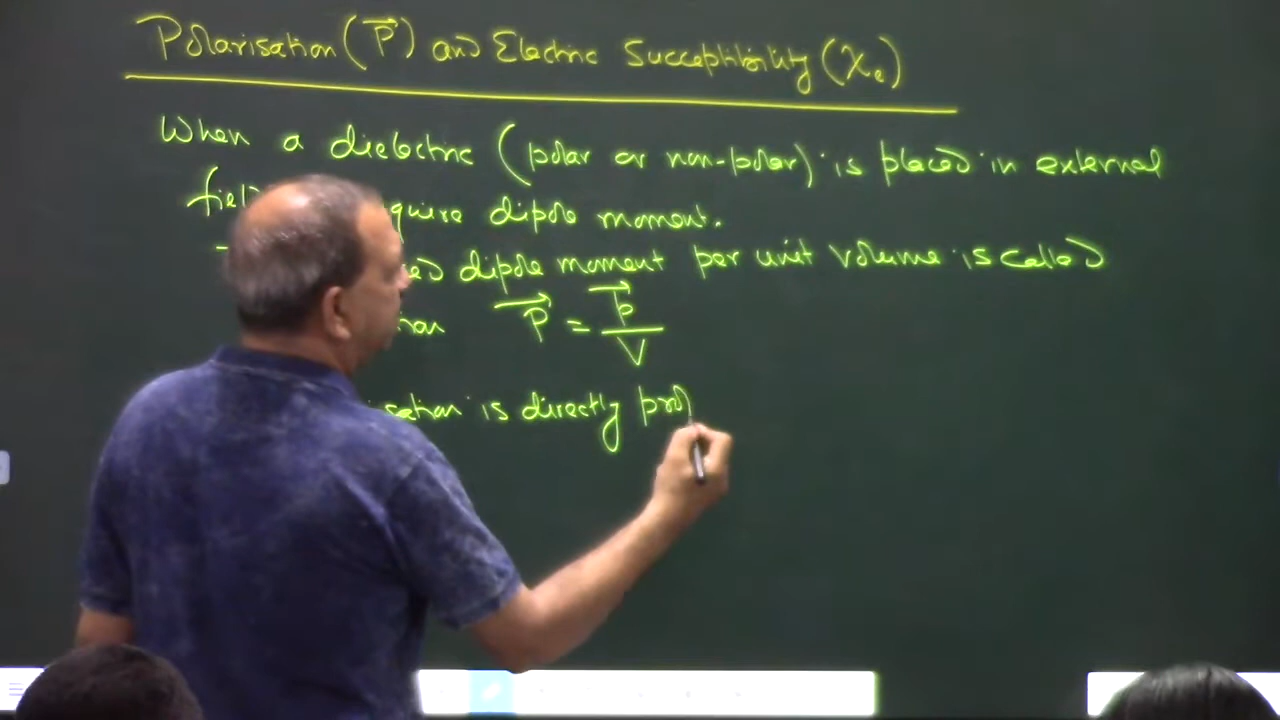 Polarisation (P) and Electric Succeptibility (χe)
When a dielectric (polar or non-polar) is placed in external
dipole moment.
dipole moment per unit volume is called
P = p/V
is directly pro